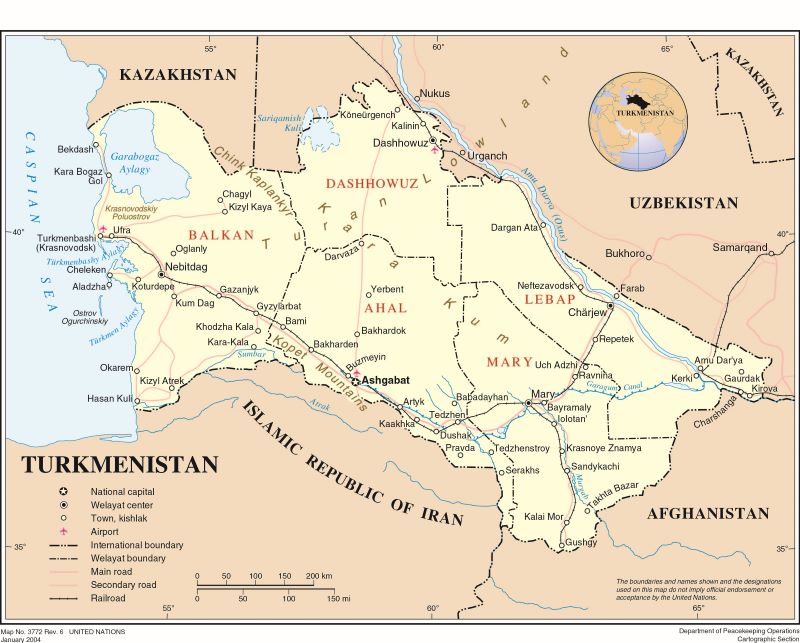 55°
60°
65°
KAZAKHSTAN
KAZAKHSTAN
Nukus
Sariqamish
Kuli
Köneürgench
Kalinin
Dashhowuz
Urganch
TURKMENISTAN
Bekdash
Garabogaz
Aylagy
Kara Bogaz
Gol
CASPIAN SEA
Chink Kaplankyr
DASHHOWUZ
Turan Lowland
Amu Darya (Oxus)
UZBEKISTAN
Chagyl
Kizyl Kaya
Krasnovodskiy
Poluostrov
40°
40°
Ufra
Turkmenbashi
(Krasnovodsk)
BALKAN
Kara Kum
Dargan Ata
Oglanly
Darvaza
Bukhoro
Samarqand
Türkmenbashy Aylagy
Cheleken
Nebitdag
Aladzha
Koturdepe
Gazanjyk
Yerbent
Neftezavodsk
Farab
Kum Dag
Gyzylarbat
AHAL
LEBAP
Chärjew
Ostrov
Ogurchinskiy
Türkmen Aylagy
Khodzha Kala
Bami
Bakhardok
Kara-Kala
Bakharden
Repetek
Sumbar
Kopet Mountains
Buzmeyin
MARY
Uch Adzhi
Amu Dar'ya
Okarem
Ashgabat
Ravnina
Kerki
Gaurdak
Kizyl Atrek
Garagum Canal
Kirova
Hasan Kuli
Atrak
Artyk
Babadayhan
Mary
Charshanga
Kaakhka
Tedzhen
Bayramaly
Iolotan'
ISLAMIC REPUBLIC OF IRAN
Dushak
Pravda
Tedzhenstroy
Krasnoye Znamya
Serakhs
Sandykachi
Murgab
Takhta Bazar
Kalai Mor
AFGHANISTAN
Gushgy
35°
35°
TURKMENISTAN
National capital
Welayat center
Town, kishlak
Airport
International boundary
Welayat boundary
Main road
Secondary road
Railroad
0 50 100 150 200 km
0 50 100 150 mi
The boundaries and names shown and the designations
used on this map do not imply official endorsement or
acceptance by the United Nations.
55°
60°
65°
Map No. 3772 Rev. 6 UNITED NATIONS
January 2004
Department of Peacekeeping Operations
Cartographic Section